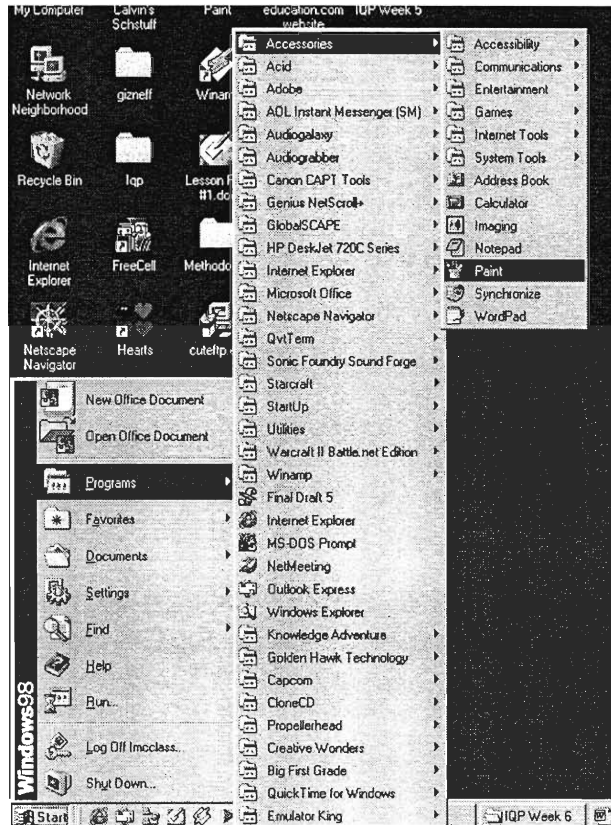 My Computer
Calvin's
Schstuff
Paint
education.com
website
IQP Week 5
Network
Neighborhood
gizneff
Winam
Recycle Bin
Iqp
Lesson P
#1.do
Internet
Explorer
FreeCell
Methodo
Netscape
Navigator
Hearts
cuteftp
New Office Document
Open Office Document
Programs
Favorites
Documents
Settings
Find
Help
Run...
Log Off Imcclass...
Shut Down...
Windows98
Accessories
Acid
Adobe
AOL Instant Messenger (SM)
Audiogalaxy
Audiograbber
Canon CAPT Tools
Genius NetScroll+
GlobalSCAPE
HP DeskJet 720C Series
Internet Explorer
Microsoft Office
Netscape Navigator
QvtTerm
Sonic Foundry Sound Forge
Starcraft
StartUp
Utilities
Warcraft II Battle.net Edition
Winamp
Final Draft 5
Internet Explorer
MS-DOS Prompt
NetMeeting
Outlook Express
Windows Explorer
Knowledge Adventure
Golden Hawk Technology
Capcom
CloneCD
Propellerhead
Creative Wonders
Big First Grade
QuickTime for Windows
Emulator King
Accessibility
Communications
Entertainment
Games
Internet Tools
System Tools
Address Book
Calculator
Imaging
Notepad
Paint
Synchronize
WordPad
Start
IQP Week 6